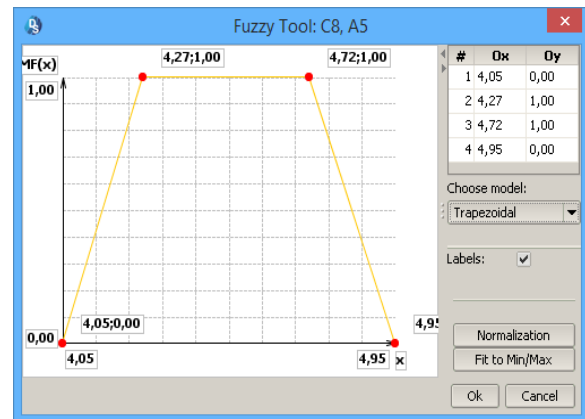 Fuzzy Tool: C8, A5
MF(x)
1,00
4,27;1,00
4,72;1,00
4,05;0,00
4,95
0,00
4,05
4,95
x
# Ox Oy
1 4,05 0,00
2 4,27 1,00
3 4,72 1,00
4 4,95 0,00
Choose model:
Trapezoidal
Labels:
Normalization
Fit to Min/Max
Ok Cancel